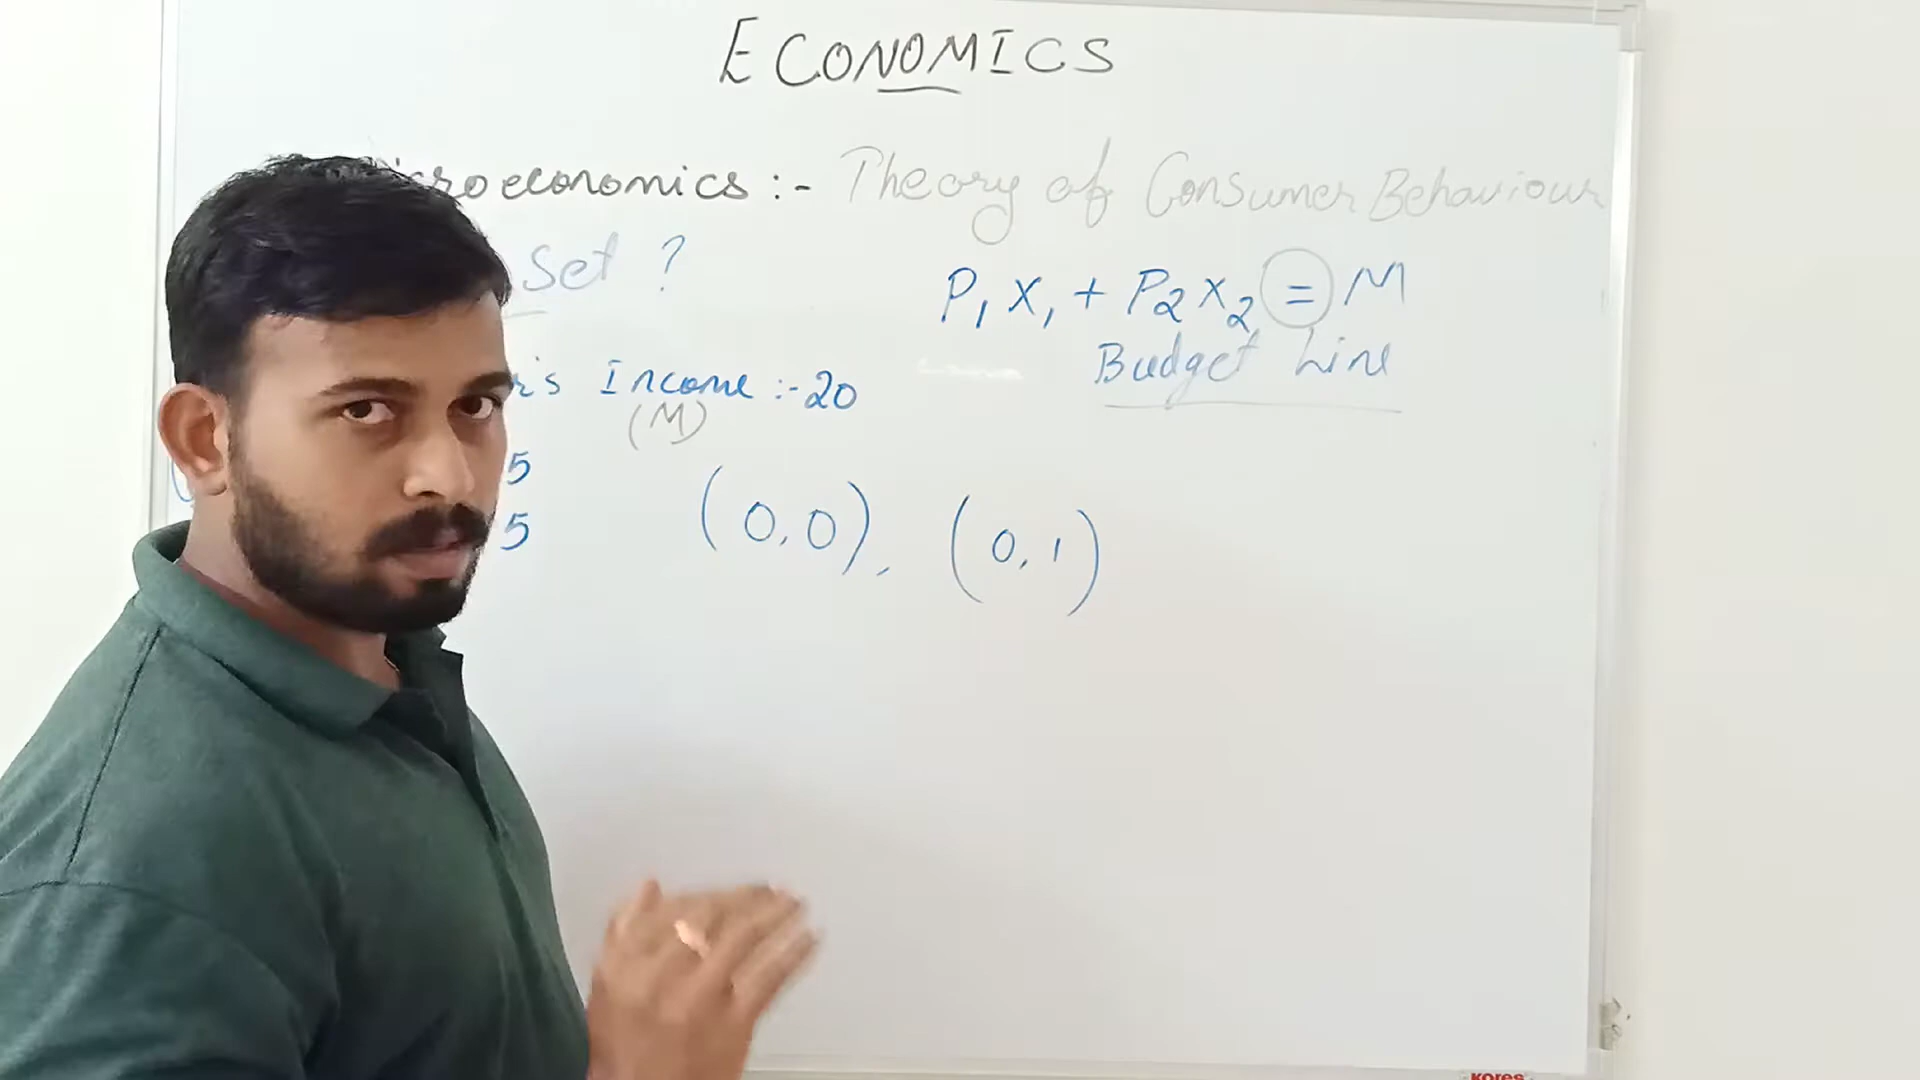 ECONOMICS
croeconomics :- Theory of Consumer Behaviour
Set ?
P₁ X₁ + P₂ X₂ = M
Budget Line
r's Income :- 20
(M)
5
5
(0,0), (0,1)
KORES